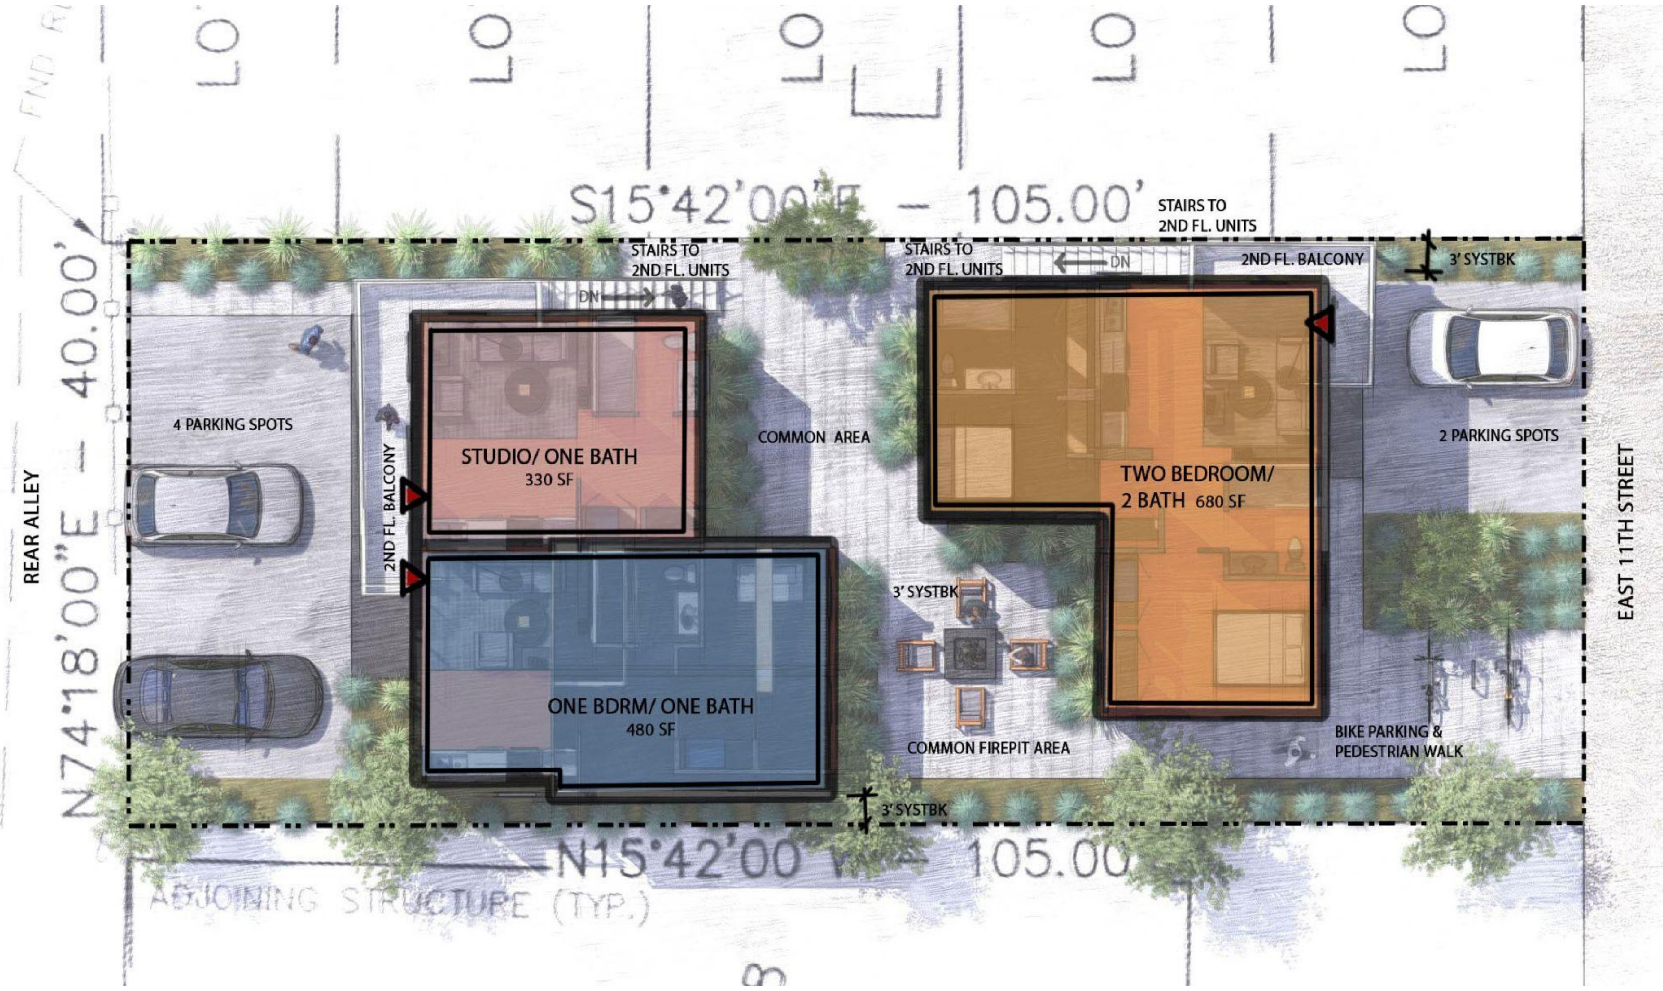 LO
LO
LO
LO
LO
S15°42'00"E – 105.00'
STAIRS TO
2ND FL. UNITS
STAIRS TO
2ND FL. UNITS
STAIRS TO
2ND FL. UNITS
DN
DN
2ND FL. BALCONY
3' SYSTBK
N74°18'00"E – 40.00'
REAR ALLEY
4 PARKING SPOTS
2ND FL. BALCONY
STUDIO/ ONE BATH
330 SF
COMMON AREA
TWO BEDROOM/
2 BATH 680 SF
2 PARKING SPOTS
EAST 11TH STREET
3' SYSTBK
ONE BDRM/ ONE BATH
480 SF
COMMON FIREPIT AREA
BIKE PARKING &
PEDESTRIAN WALK
3' SYSTBK
N15°42'00 105.00
ADJOINING STRUCTURE (TYP.)
8